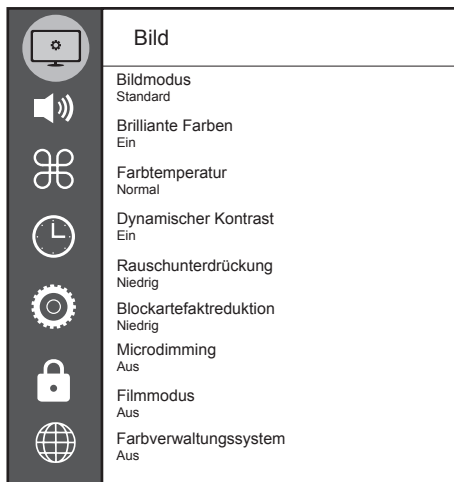 Bild
Bildmodus
Standard
Brilliante Farben
Ein
Farbtemperatur
Normal
Dynamischer Kontrast
Ein
Rauschunterdrückung
Niedrig
Blockartefaktreduktion
Niedrig
Microdimming
Aus
Filmmodus
Aus
Farbverwaltungssystem
Aus